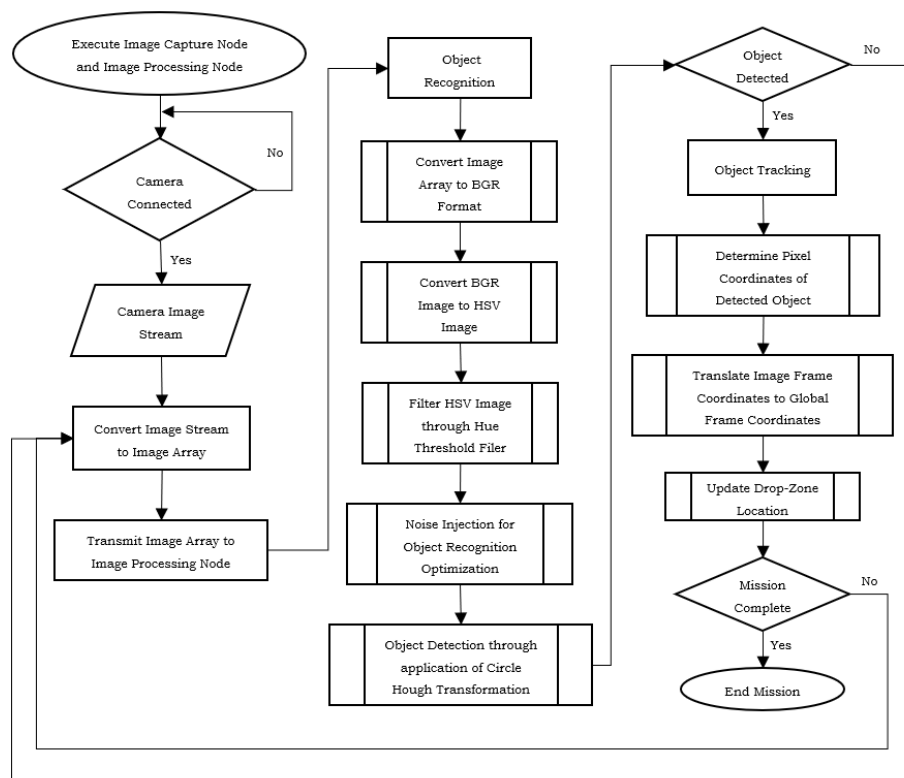 Execute Image Capture Node
and Image Processing Node
No
Camera
Connected
Yes
Camera Image
Stream
Convert Image Stream
to Image Array
Transmit Image Array to
Image Processing Node
Object
Recognition
Convert Image
Array to BGR
Format
Convert BGR
Image to HSV
Image
Filter HSV Image
through Hue
Threshold Filer
Noise Injection for
Object Recognition
Optimization
Object Detection through
application of Circle
Hough Transformation
Object
Detected
No
Yes
Object Tracking
Determine Pixel
Coordinates of
Detected Object
Translate Image Frame
Coordinates to Global
Frame Coordinates
Update Drop-Zone
Location
Mission
Complete
No
Yes
End Mission